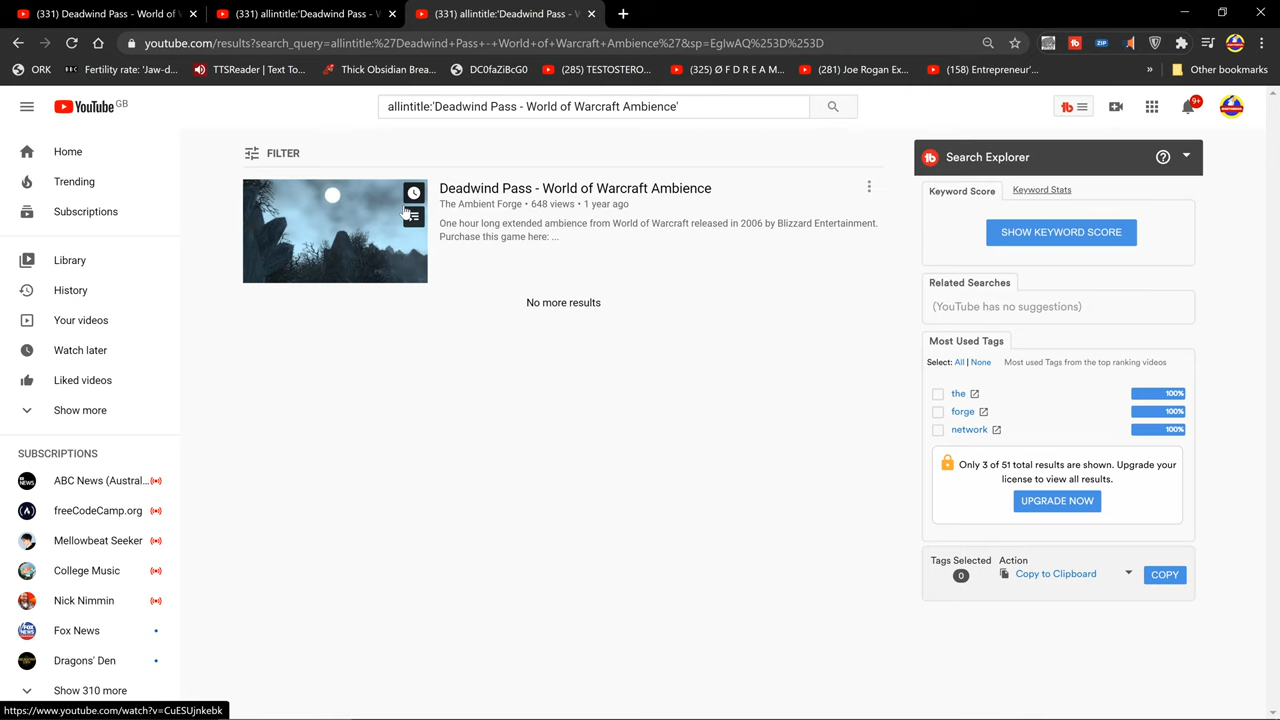 (331) Deadwind Pass - World of W
(331) allintitle:'Deadwind Pass - W
(331) allintitle:'Deadwind Pass - W
youtube.com/results?search_query=allintitle:%27Deadwind+Pass+-+World+of+Warcraft+Ambience%27&sp=EgIwAQ%253D%253D
ORK
BBC Fertility rate: 'Jaw-d...
TTSReader | Text To...
Thick Obsidian Brea...
DC0faZiBcG0
(285) TESTOSTERO...
(325) Ø F D R E A M...
(281) Joe Rogan Ex...
(158) Entrepreneur'...
»
Other bookmarks
YouTube GB
allintitle:'Deadwind Pass - World of Warcraft Ambience'
tb
9+
Home
Trending
Subscriptions
Library
History
Your videos
Watch later
Liked videos
Show more
SUBSCRIPTIONS
ABC News (Austral...
freeCodeCamp.org
Mellowbeat Seeker
College Music
Nick Nimmin
Fox News
Dragons' Den
Show 310 more
https://www.youtube.com/watch?v=CuESUjnkebk
FILTER
Deadwind Pass - World of Warcraft Ambience
The Ambient Forge • 648 views • 1 year ago
One hour long extended ambience from World of Warcraft released in 2006 by Blizzard Entertainment.
Purchase this game here: ...
No more results
tb Search Explorer
Keyword Score
Keyword Stats
SHOW KEYWORD SCORE
Related Searches
(YouTube has no suggestions)
Most Used Tags
Select: All | None Most used Tags from the top ranking videos
the 100%
forge 100%
network 100%
Only 3 of 51 total results are shown. Upgrade your
license to view all results.
UPGRADE NOW
Tags Selected
0
Action
Copy to Clipboard
COPY